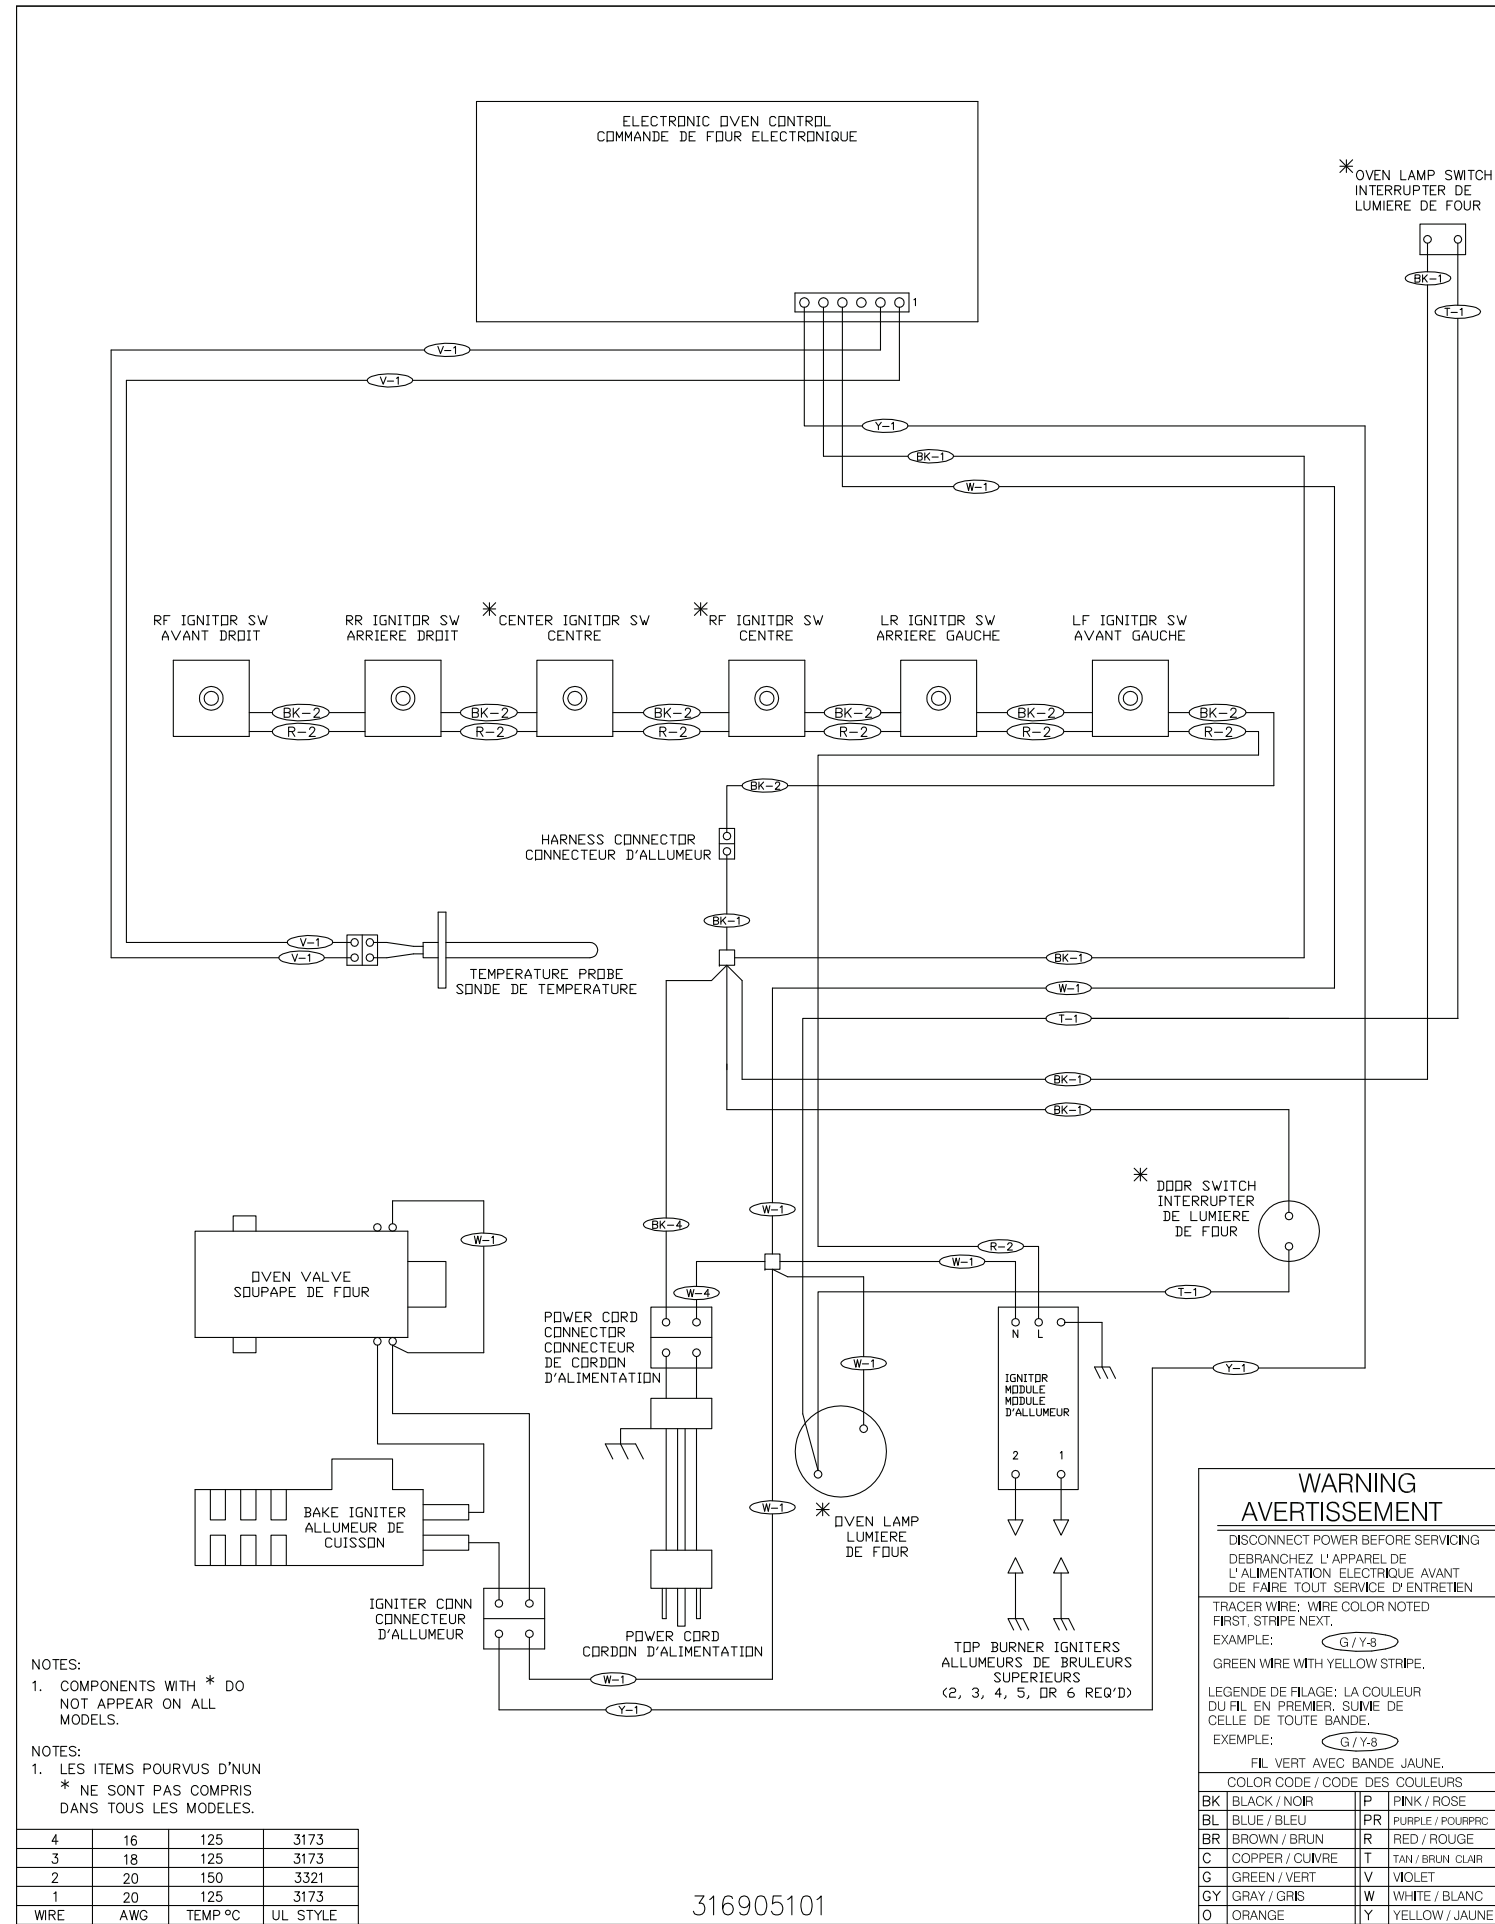 ELECTRONIC OVEN CONTROL
COMMANDE DE FOUR ELECTRONIQUE
1
* OVEN LAMP SWITCH
INTERRUPTER DE
LUMIERE DE FOUR
BK-1
T-1
V-1
V-1
Y-1
BK-1
W-1
RF IGNITOR SW
AVANT DROIT
RR IGNITOR SW
ARRIERE DROIT
* CENTER IGNITOR SW
CENTRE
* RF IGNITOR SW
CENTRE
LR IGNITOR SW
ARRIERE GAUCHE
LF IGNITOR SW
AVANT GAUCHE
BK-2 BK-2 BK-2 BK-2 BK-2 BK-2
R-2 R-2 R-2 R-2 R-2 R-2
BK-2
HARNESS CONNECTOR
CONNECTEUR D'ALLUMEUR
BK-1
V-1
V-1
TEMPERATURE PROBE
SONDE DE TEMPERATURE
BK-1
W-1
T-1
BK-1
BK-1
* DOOR SWITCH
INTERRUPTER
DE LUMIERE
DE FOUR
W-1
BK-4
W-1
R-2
W-1
W-4
T-1
OVEN VALVE
SOUPAPE DE FOUR
POWER CORD
CONNECTOR
CONNECTEUR
DE CORDON
D'ALIMENTATION
N L
IGNITOR
MODULE
MODULE
D'ALLUMEUR
2 1
W-1
Y-1
BAKE IGNITER
ALLUMEUR DE
CUISSON
W-1
* OVEN LAMP
LUMIERE
DE FOUR
IGNITER CONN
CONNECTEUR
D'ALLUMEUR
POWER CORD
CORDON D'ALIMENTATION
TOP BURNER IGNITERS
ALLUMEURS DE BRULEURS
SUPERIEURS
(2, 3, 4, 5, OR 6 REQ'D)
W-1
Y-1
NOTES:
1. COMPONENTS WITH * DO
NOT APPEAR ON ALL
MODELS.
NOTES:
1. LES ITEMS POURVUS D'NUN
* NE SONT PAS COMPRIS
DANS TOUS LES MODELES.
4 16 125 3173
3 18 125 3173
2 20 150 3321
1 20 125 3173
WIRE AWG TEMP °C UL STYLE
316905101
WARNING
AVERTISSEMENT
DISCONNECT POWER BEFORE SERVICING
DEBRANCHEZ L' APPAREL DE
L' ALIMENTATION ELECTRIQUE AVANT
DE FAIRE TOUT SERVICE D' ENTRETIEN
TRACER WIRE; WIRE COLOR NOTED
FIRST, STRIPE NEXT.
EXAMPLE; G / Y-8
GREEN WIRE WITH YELLOW STRIPE.
LEGENDE DE FILAGE; LA COULEUR
DU FIL EN PREMIER. SUIVIE DE
CELLE DE TOUTE BANDE.
EXEMPLE; G / Y-8
FIL VERT AVEC BANDE JAUNE.
COLOR CODE / CODE DES COULEURS
BK BLACK / NOIR P PINK / ROSE
BL BLUE / BLEU PR PURPLE / POURPRC
BR BROWN / BRUN R RED / ROUGE
C COPPER / CUIVRE T TAN / BRUN CLAIR
G GREEN / VERT V VIOLET
GY GRAY / GRIS W WHITE / BLANC
O ORANGE Y YELLOW / JAUNE